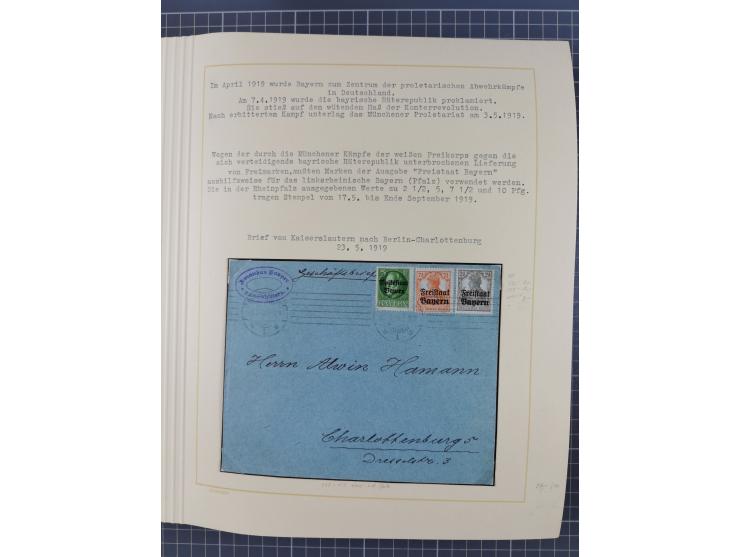 Im April 1919 wurde Bayern zum Zentrum der proletarischen Abwehrkämpfe
in Deutschland.
Am 7.4.1919 wurde die bayrische Räterepublik proklamiert.
Sie stieß auf den wütenden Haß der Konterrevolution.
Nach erbittertem Kampf unterlag das Münchener Proletariat am 3.5.1919.
Wegen der durch die Münchener Kämpfe der weißen Freikorps gegen die
sich verteidigende bayrische Räterepublik unterbrochenen Lieferung
von Freimarken, mußten Marken der Ausgabe "Freistaat Bayern"
aushilfsweise für das linksrheinische Bayern (Pfalz) verwendet werden.
Die in der Rheinpfalz ausgegebenen Werte zu 2 1/2, 5, 7 1/2 und 10 Pfg.
tragen Stempel vom 17.5. bis Ende September 1919.
Brief von Kaiserslautern nach Berlin-Charlottenburg
23. 5. 1919
Geschäftsbrief
Bayern
Freistaat Bayern
Freistaat Bayern
Herrn Alwin Hamann
Charlottenburg 5